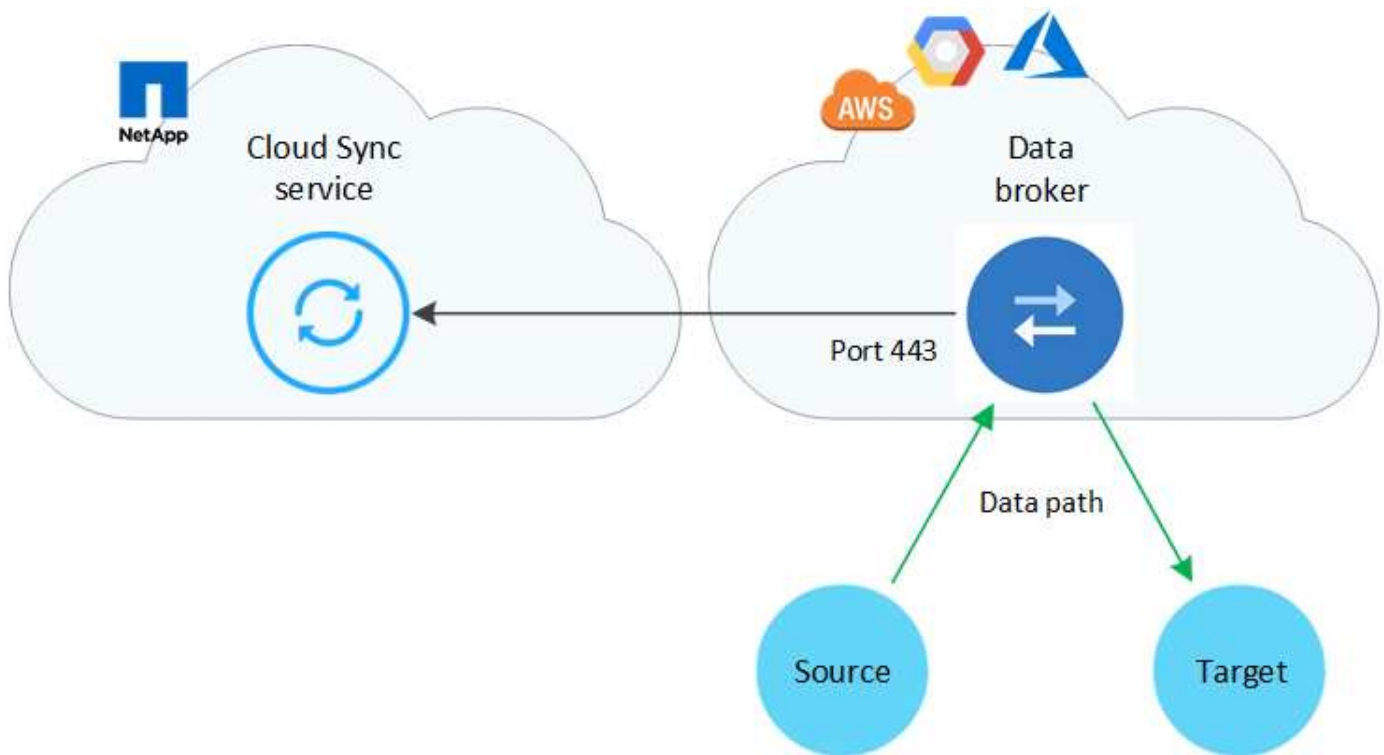 NetApp
Cloud Sync
service
AWS
Data
broker
Port 443
Data path
Source
Target